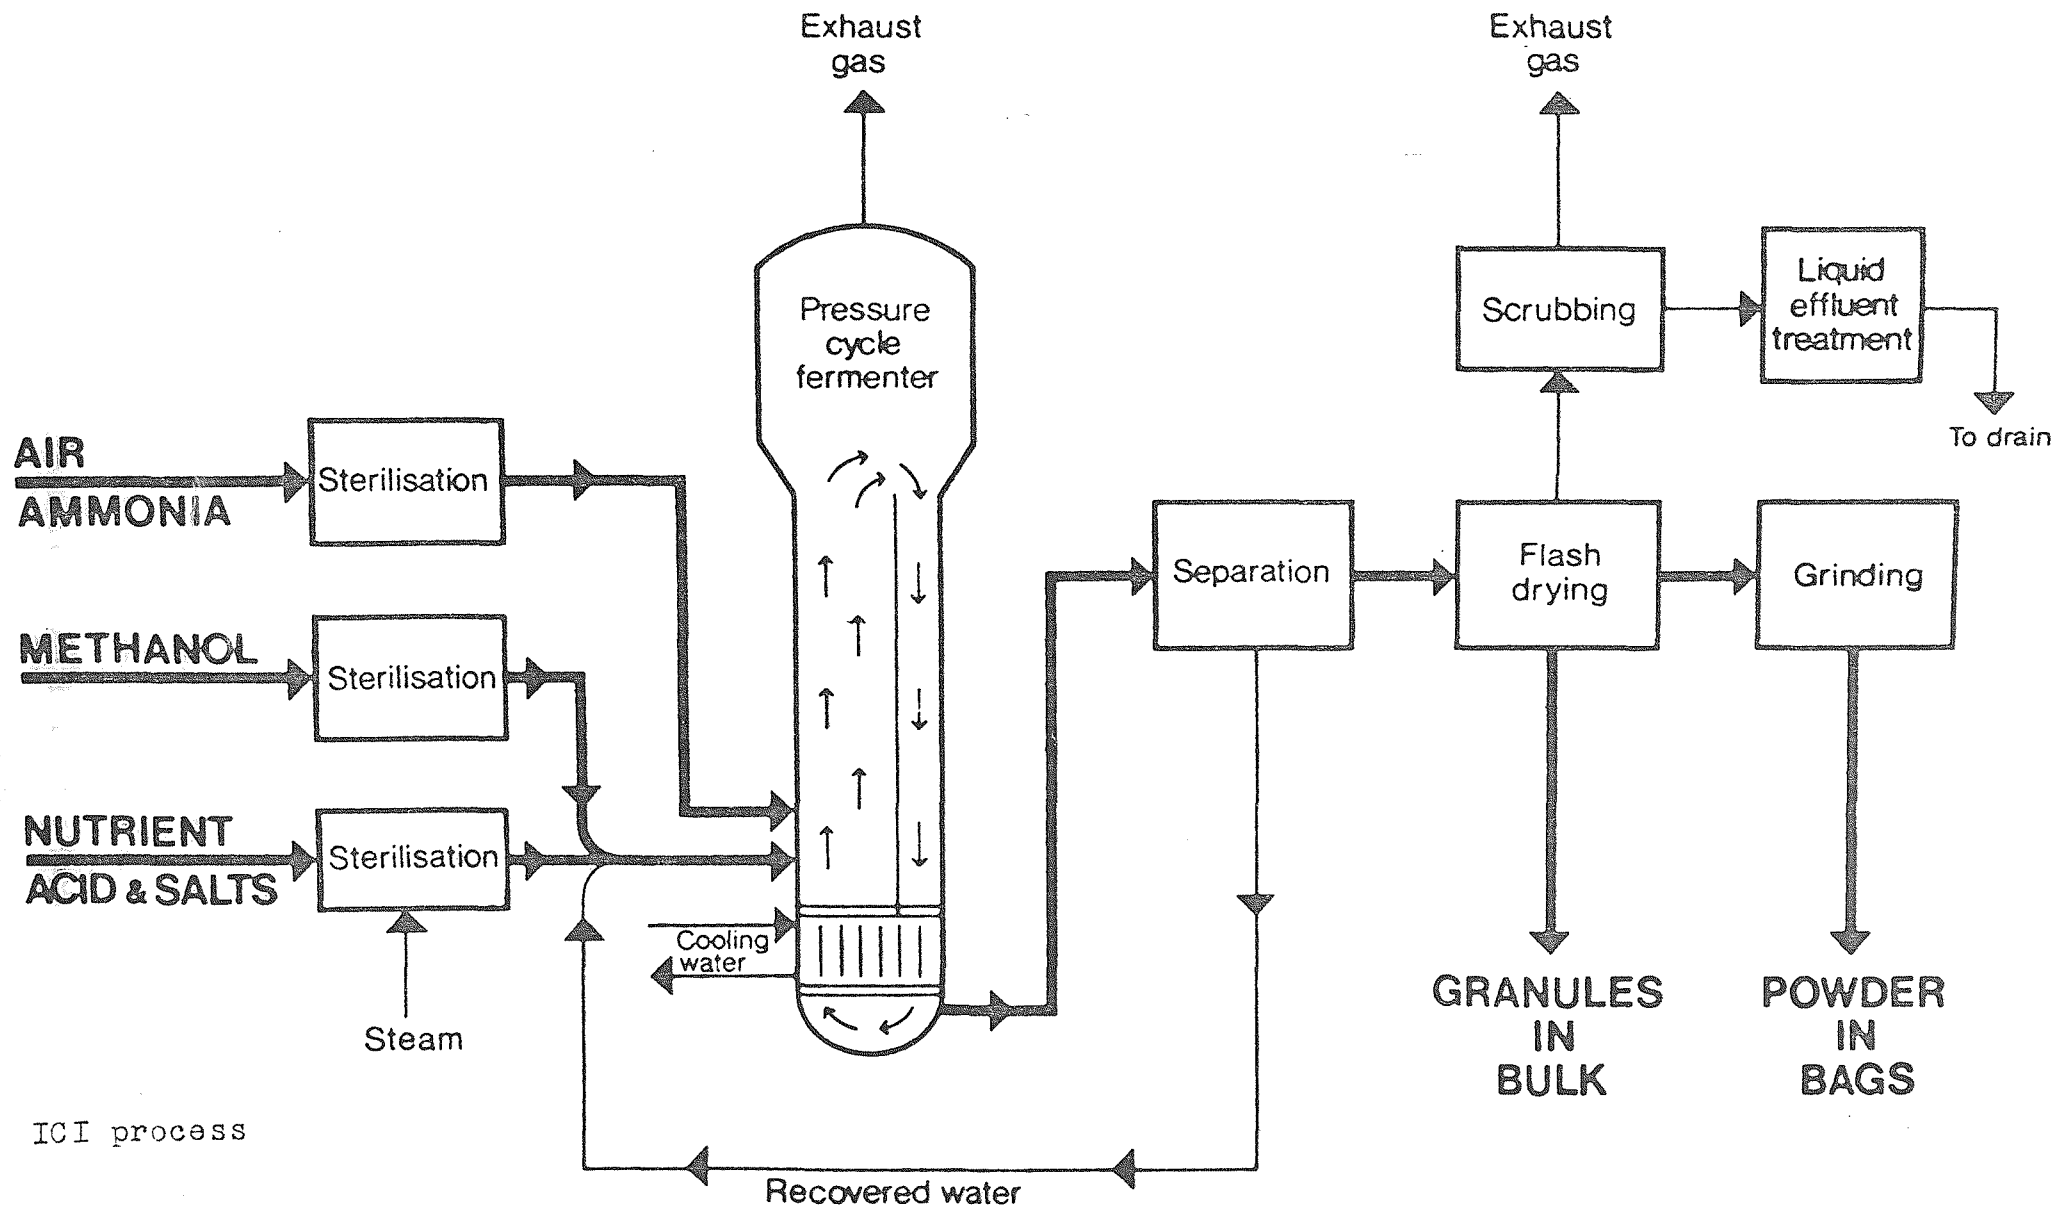 Exhaust
gas
Exhaust
gas
Pressure
cycle
fermenter
Scrubbing
Liquid
effluent
treatment
To drain
AIR
AMMONIA
Sterilisation
Separation
Flash
drying
Grinding
METHANOL
Sterilisation
NUTRIENT
ACID & SALTS
Sterilisation
Steam
Cooling
water
GRANULES
IN
BULK
POWDER
IN
BAGS
ICI process
Recovered water